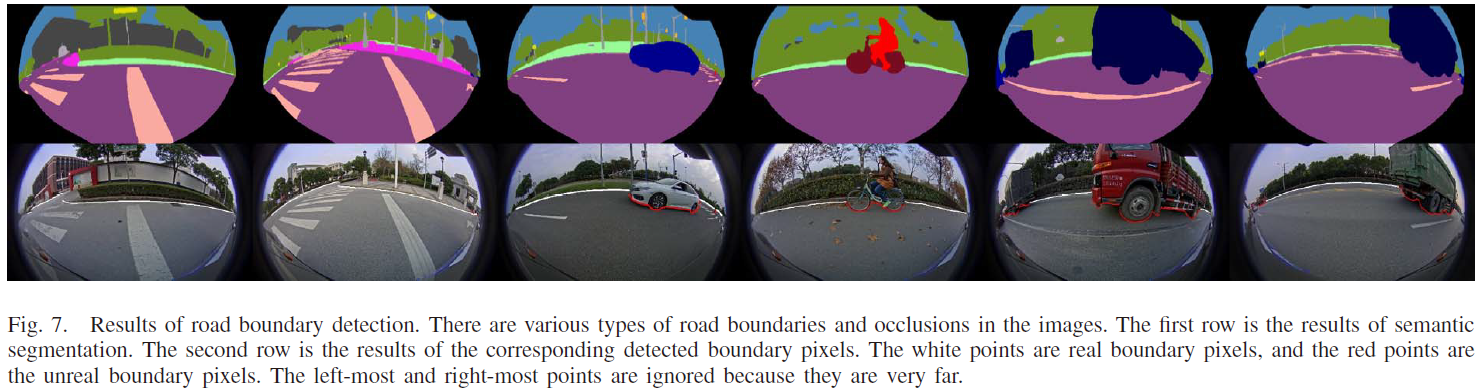 Fig. 7. Results of road boundary detection. There are various types of road boundaries and occlusions in the images. The first row is the results of semantic
segmentation. The second row is the results of the corresponding detected boundary pixels. The white points are real boundary pixels, and the red points are
the unreal boundary pixels. The left-most and right-most points are ignored because they are very far.